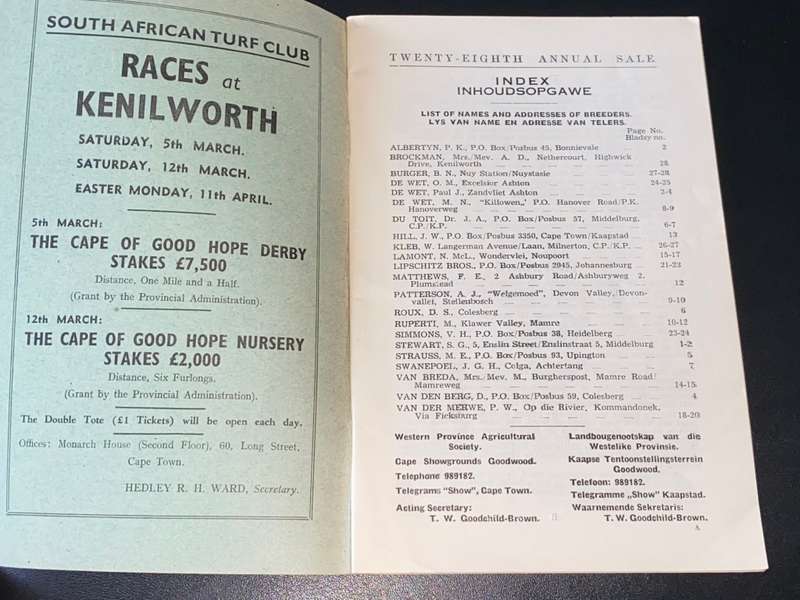 SOUTH AFRICAN TURF CLUB
RACES at
KENILWORTH
SATURDAY, 5th MARCH.
SATURDAY, 12th MARCH.
EASTER MONDAY, 11th APRIL.
5th MARCH:
THE CAPE OF GOOD HOPE DERBY
STAKES £7,500
Distance, One Mile and a Half.
(Grant by the Provincial Administration).
12th MARCH:
THE CAPE OF GOOD HOPE NURSERY
STAKES £2,000
Distance, Six Furlongs.
(Grant by the Provincial Administration).
The Double Tote (£1 Tickets) will be open each day.
Offices: Monarch House (Second Floor), 60, Long Street,
Cape Town.
HEDLEY R. H. WARD, Secretary.
TWENTY-EIGHTH ANNUAL SALE
INDEX
INHOUDSOPGAWE
LIST OF NAMES AND ADDRESSES OF BREEDERS.
LYS VAN NAME EN ADRESSE VAN TELERS.
Page No.
Bladsy no.
ALBERTYN, P. K., P.O. Box/Posbus 45, Bonnievale 2
BROCKMAN, Mrs./Mev. A. D., Nethercourt, Highwick
Drive, Kenilworth 28
BURGER, B. N., Nuy Station/Nuystasie 27-28
DE WET, O. M., Excelsior Ashton 24-25
DE WET, Paul J., Zandvliet Ashton 2-4
DE WET, M. N., "Killowen,,' P.O. Hanover Road/P.K.
Hanoverweg 8-9
DU TOIT, Dr. J. A., P.O. Box/Posbus 57, Middelburg,
C.P./K.P. 6-7
HILL, J. W., P.O. Box/Posbus 3350, Cape Town/Kaapstad 13
KLEB, W. Langerman Avenue/Laan, Milnerton, C.P./K.P. 26-27
LAMONT, N. McL., Wondervlei, Noupoort 15-17
LIPSCHITZ BROS., P.O. Box/Posbus 2945, Johannesburg 21-23
MATTHEWS, F. E., 2 Ashbury Road/Ashburyweg 2,
Plumstead 12
PATTERSON, A. J., "Welgemoed", Devon Valley/Devon-
vallei, Stellenbosch 9-10
ROUX, D. S., Colesberg 6
RUPERTI, M., Klawer Valley, Mamre 10-12
SIMMONS, V. H., P.O. Box/Posbus 38, Heidelberg 23-24
STEWART, S. G., 5, Enslin Street/Enslinstraat 5, Middelburg 1-2
STRAUSS, M. E., P.O. Box/Posbus 93, Upington 5
SWANEPOEL, J. G. H., Colga, Achtertang 7
VAN BREDA, Mrs./Mev. M., Burgherspost, Mamre Road/
Mamreweg 14-15
VAN DEN BERG, D., P.O. Box/Posbus 59, Colesberg 4
VAN DER MERWE, P. W., Op die Rivier, Kommandonek,
Via Ficksburg 18-20
Western Province Agricultural
Society.
Cape Showgrounds Goodwood.
Telephone 989182.
Telegrams "Show", Cape Town.
Acting Secretary:
T. W. Goodchild-Brown.
Landbougenootskap van die
Westelike Provinsie.
Kaapse Tentoonstellingsterrein
Goodwood.
Telefoon: 989182.
Telegramme „Show" Kaapstad.
Waarnemende Sekretaris:
T. W. Goodchild-Brown.
A